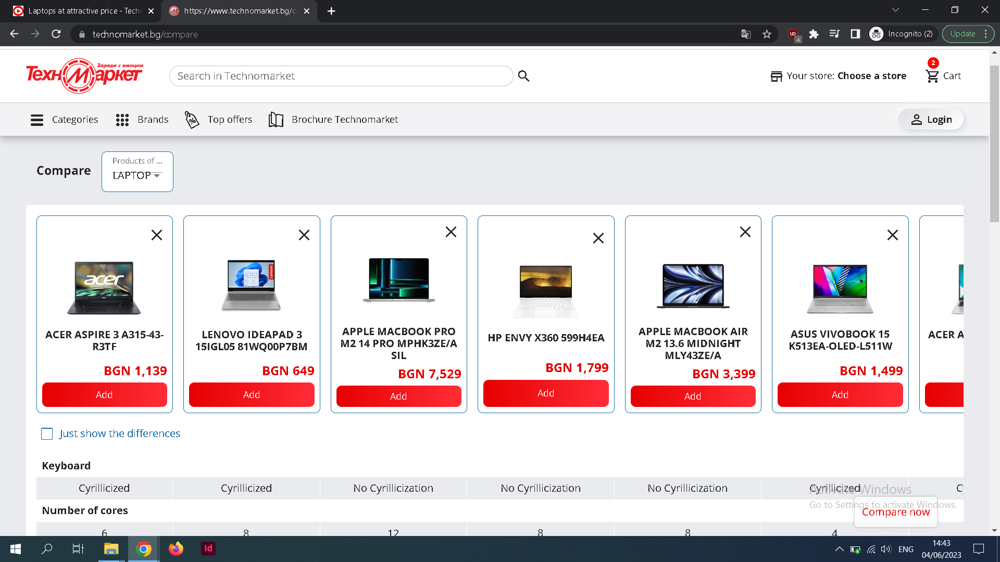 Laptops at attractive price - Techn
https://www.technomarket.bg/c
technomarket.bg/compare
4
Incognito (2)
Update
Зареди с емоции
ТехноМаркет
Search in Technomarket
Your store: Choose a store
2
Cart
Categories
Brands
Top offers
Brochure Technomarket
Login
Compare
Products of ...
LAPTOP
acer
Lenovo
ACER ASPIRE 3 A315-43-
R3TF
BGN 1,139
Add
LENOVO IDEAPAD 3
15IGL05 81WQ00P7BM
BGN 649
Add
APPLE MACBOOK PRO
M2 14 PRO MPHK3ZE/A
SIL
BGN 7,529
Add
HP ENVY X360 599H4EA
BGN 1,799
Add
APPLE MACBOOK AIR
M2 13.6 MIDNIGHT
MLY43ZE/A
BGN 3,399
Add
ASUS VIVOBOOK 15
K513EA-OLED-L511W
BGN 1,499
Add
ACER A
Just show the differences
Keyboard
Cyrillicized
Cyrillicized
No Cyrillicization
No Cyrillicization
No Cyrillicization
Cyrillicized
Cy
Activate Windows
Go to Settings to activate Windows.
Compare now
Number of cores
6
8
12
8
8
4
Id
ENG
14:43
04/06/2023